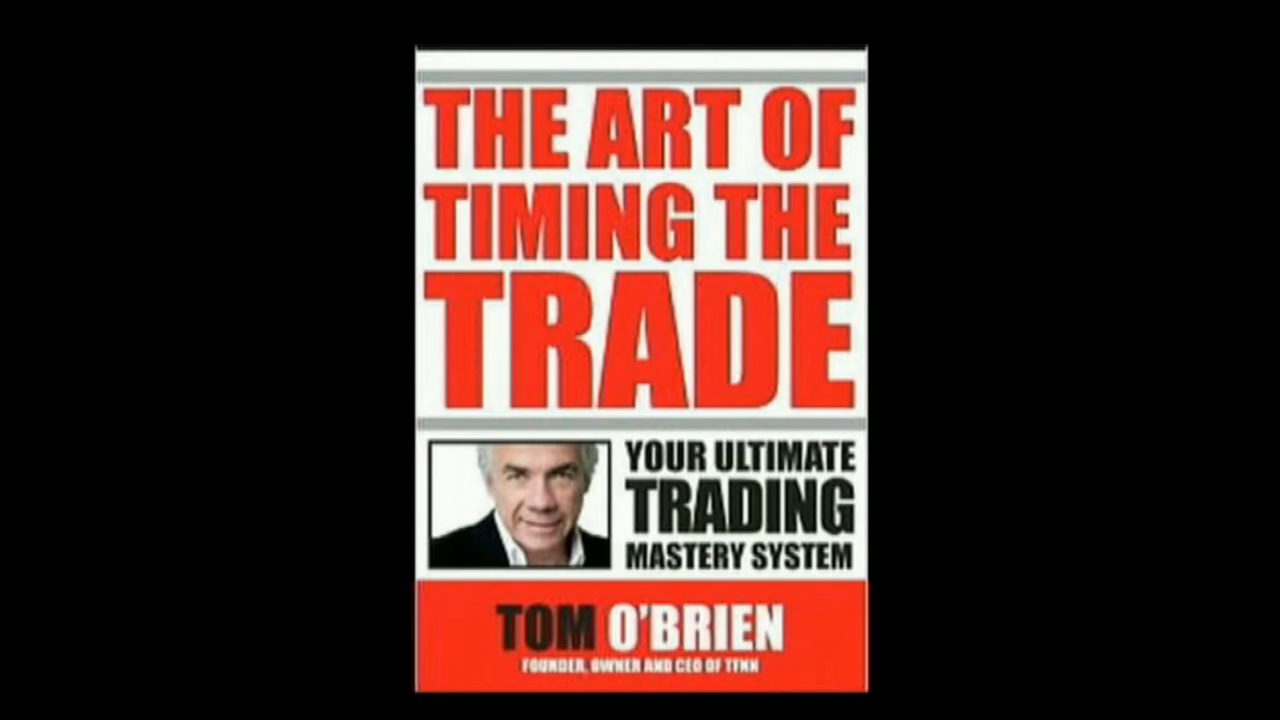 THE ART OF
TIMING THE
TRADE
YOUR ULTIMATE
TRADING
MASTERY SYSTEM
TOM O'BRIEN
FOUNDER, OWNER AND CEO OF TFNN